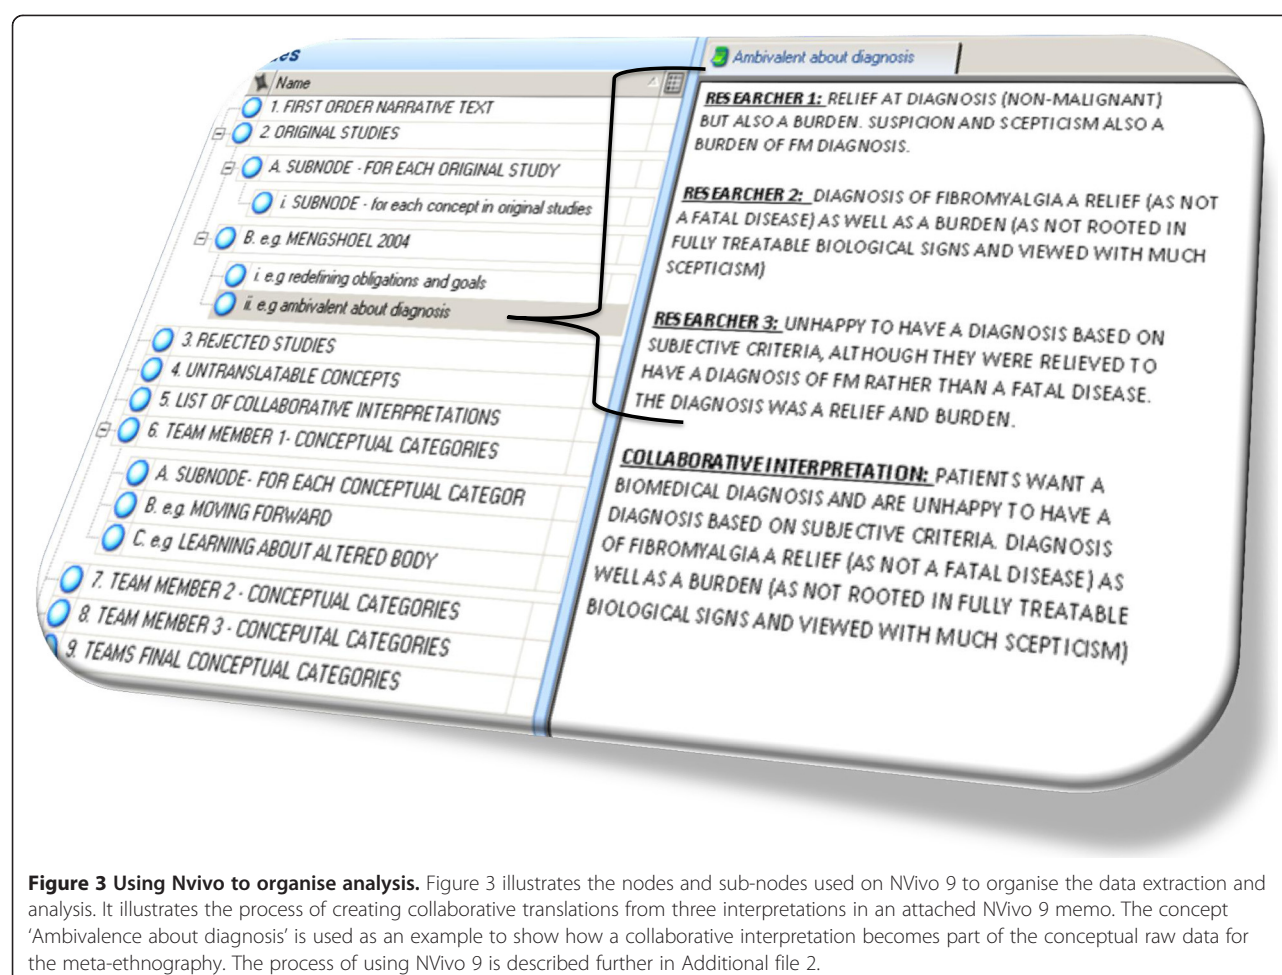 es
Name
1. FIRST ORDER NARRATIVE TEXT
2. ORIGINAL STUDIES
A. SUBNODE - FOR EACH ORIGINAL STUDY
i. SUBNODE - for each concept in original studies
B. e.g. MENGSHOEL 2004
i. e.g redefining obligations and goals
ii. e.g ambivalent about diagnosis
3. REJECTED STUDIES
4. UNTRANSLATABLE CONCEPTS
5. LIST OF COLLABORATIVE INTERPRETATIONS
6. TEAM MEMBER 1- CONCEPTUAL CATEGORIES
A. SUBNODE- FOR EACH CONCEPTUAL CATEGOR
B. e.g. MOVING FORWARD
C. e.g LEARNING ABOUT ALTERED BODY
7. TEAM MEMBER 2 - CONCEPTUAL CATEGORIES
8. TEAM MEMBER 3 - CONCEPUTAL CATEGORIES
9. TEAMS FINAL CONCEPTUAL CATEGORIES
Ambivalent about diagnosis
RESEARCHER 1: RELIEF AT DIAGNOSIS (NON-MALIGNANT)
BUT ALSO A BURDEN. SUSPICION AND SCEPTICISM ALSO A
BURDEN OF FM DIAGNOSIS.
RESEARCHER 2: DIAGNOSIS OF FIBROMYALGIA A RELIEF (AS NOT
A FATAL DISEASE) AS WELL AS A BURDEN (AS NOT ROOTED IN
FULLY TREATABLE BIOLOGICAL SIGNS AND VIEWED WITH MUCH
SCEPTICISM)
RESEARCHER 3: UNHAPPY TO HAVE A DIAGNOSIS BASED ON
SUBJECTIVE CRITERIA, ALTHOUGH THEY WERE RELIEVED TO
HAVE A DIAGNOSIS OF FM RATHER THAN A FATAL DISEASE.
THE DIAGNOSIS WAS A RELIEF AND BURDEN.
COLLABORATIVE INTERPRETATION: PATIENTS WANT A
BIOMEDICAL DIAGNOSIS AND ARE UNHAPPY TO HAVE A
DIAGNOSIS BASED ON SUBJECTIVE CRITERIA. DIAGNOSIS
OF FIBROMYALGIA A RELIEF (AS NOT A FATAL DISEASE) AS
WELL AS A BURDEN (AS NOT ROOTED IN FULLY TREATABLE
BIOLOGICAL SIGNS AND VIEWED WITH MUCH SCEPTICISM)
Figure 3 Using Nvivo to organise analysis. Figure 3 illustrates the nodes and sub-nodes used on NVivo 9 to organise the data extraction and
analysis. It illustrates the process of creating collaborative translations from three interpretations in an attached NVivo 9 memo. The concept
‘Ambivalence about diagnosis’ is used as an example to show how a collaborative interpretation becomes part of the conceptual raw data for
the meta-ethnography. The process of using NVivo 9 is described further in Additional file 2.